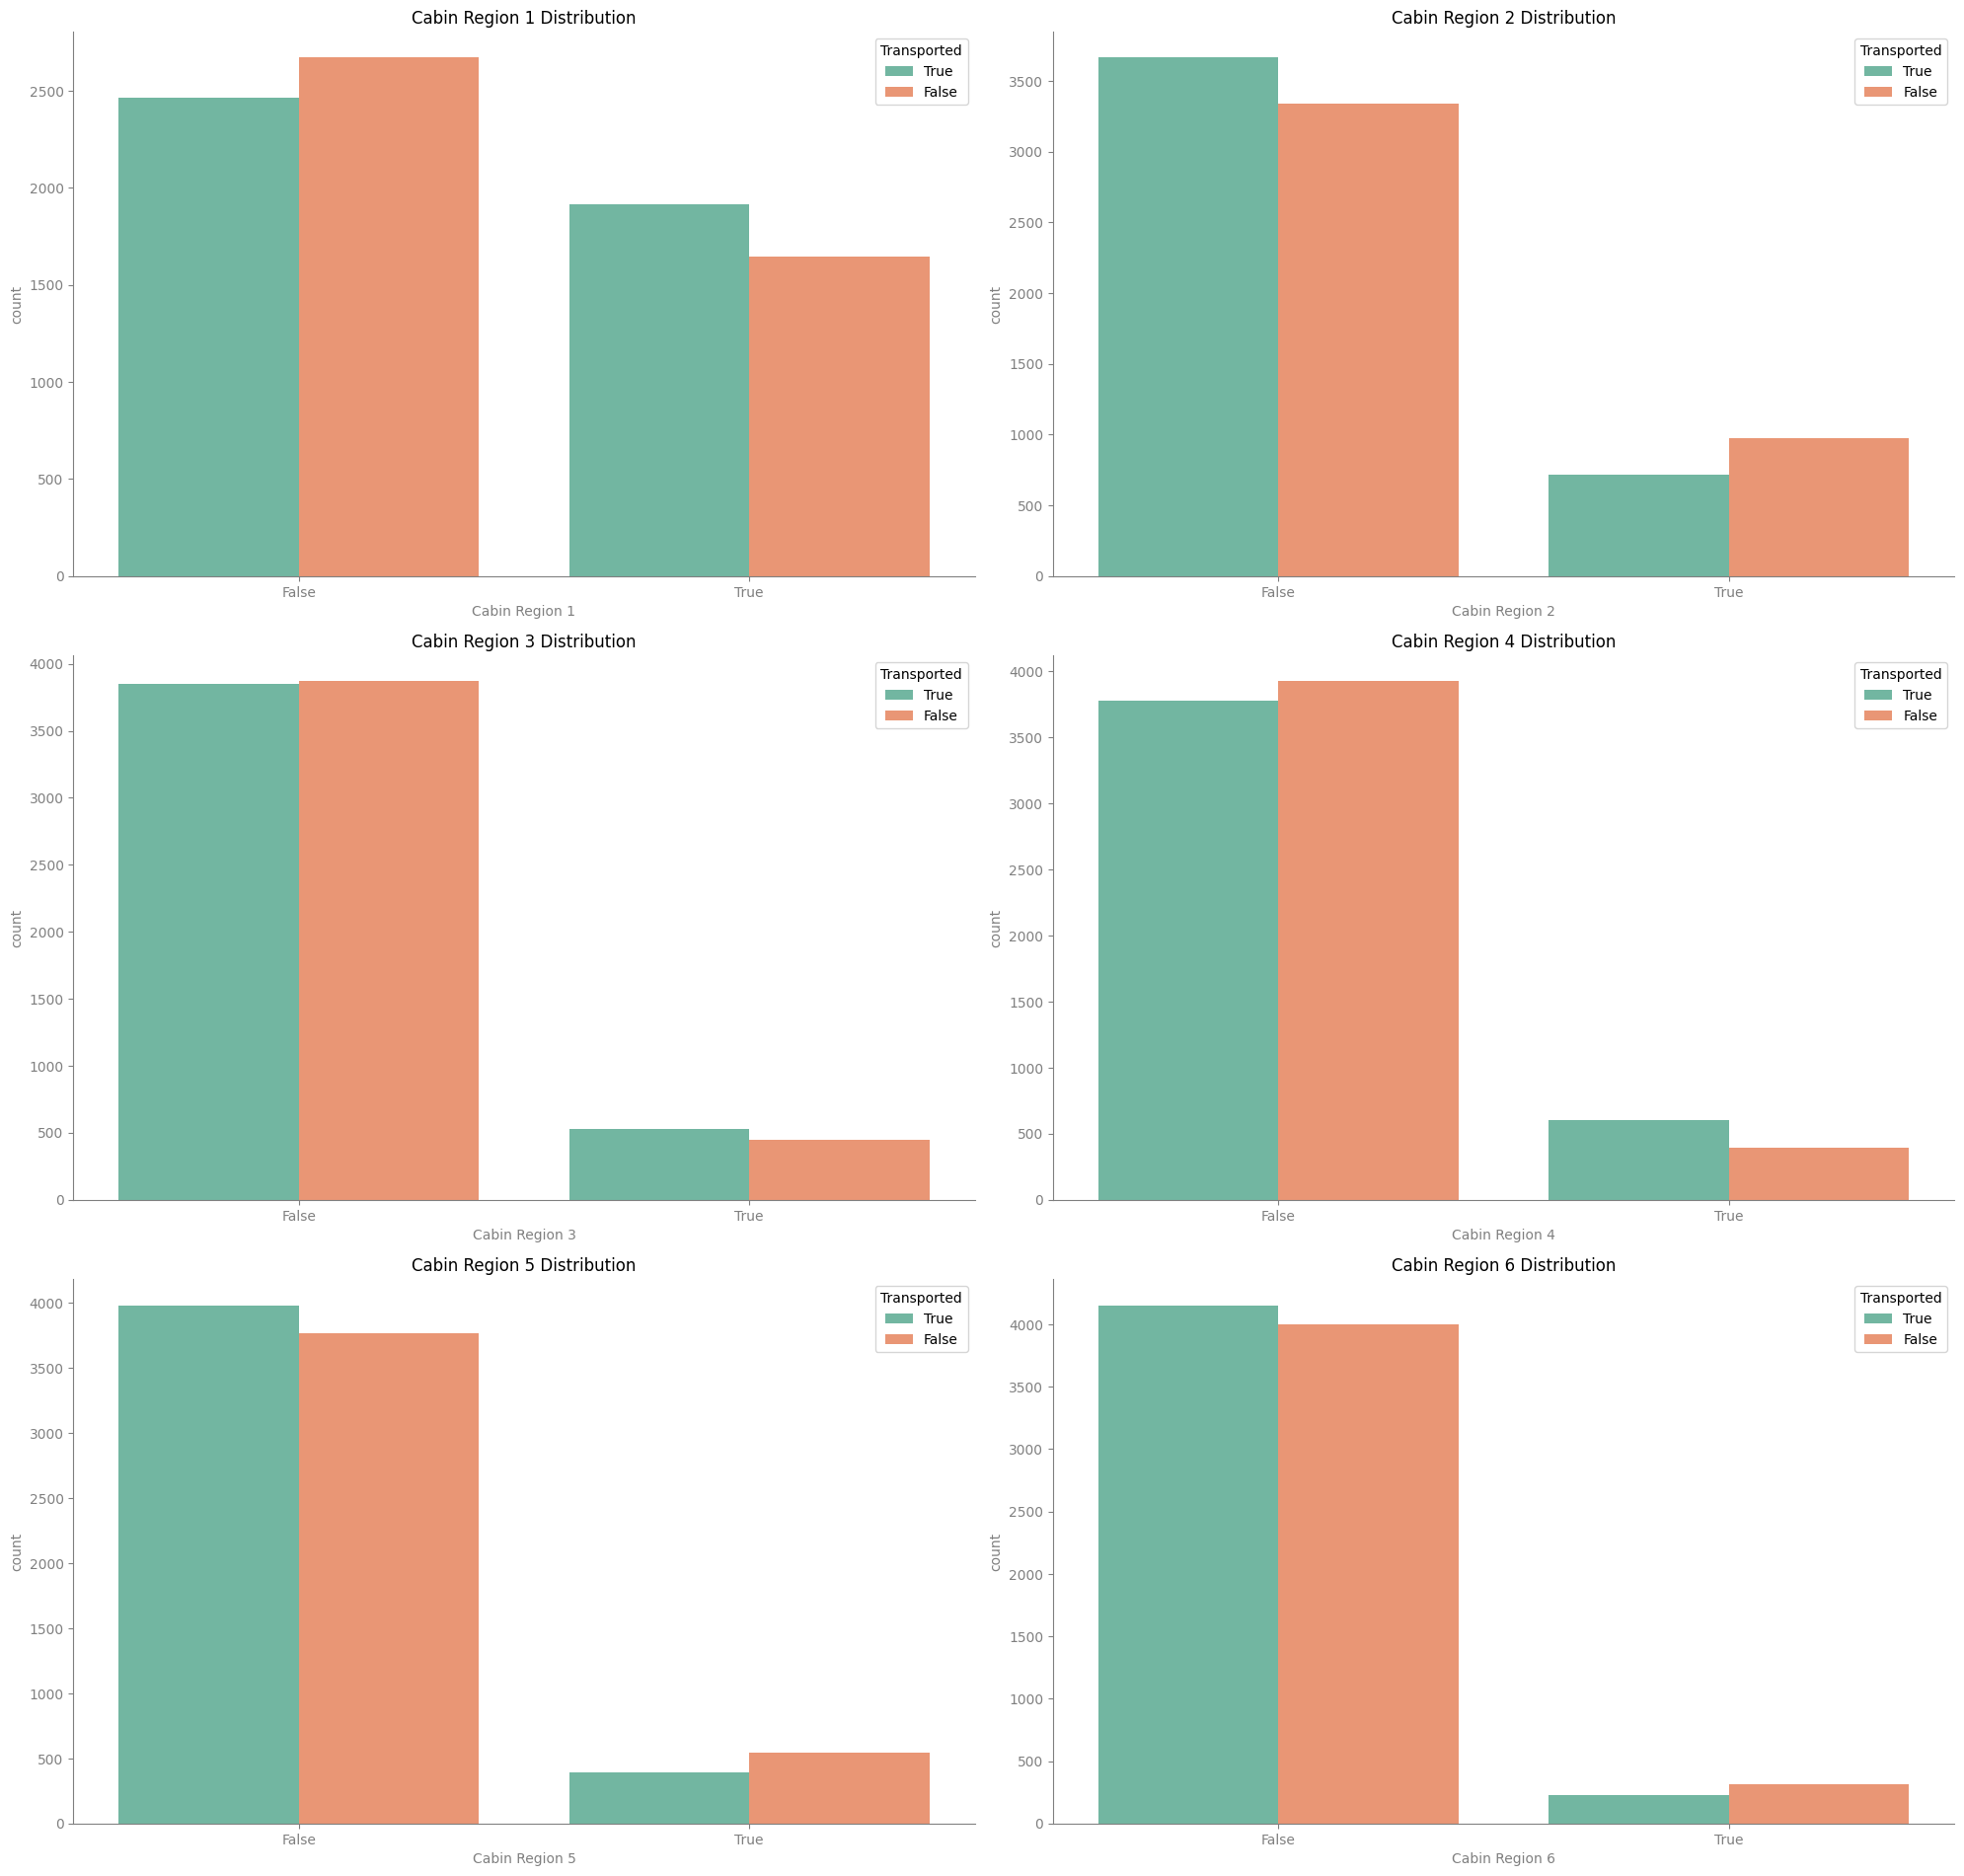 Cabin Region 1 Distribution
Transported
True
False
2500
2000
1500
1000
500
0
count
False
True
Cabin Region 1
Cabin Region 2 Distribution
Transported
True
False
3500
3000
2500
2000
1500
1000
500
0
count
False
True
Cabin Region 2
Cabin Region 3 Distribution
Transported
True
False
4000
3500
3000
2500
2000
1500
1000
500
0
count
False
True
Cabin Region 3
Cabin Region 4 Distribution
Transported
True
False
4000
3500
3000
2500
2000
1500
1000
500
0
count
False
True
Cabin Region 4
Cabin Region 5 Distribution
Transported
True
False
4000
3500
3000
2500
2000
1500
1000
500
0
count
False
True
Cabin Region 5
Cabin Region 6 Distribution
Transported
True
False
4000
3500
3000
2500
2000
1500
1000
500
0
count
False
True
Cabin Region 6